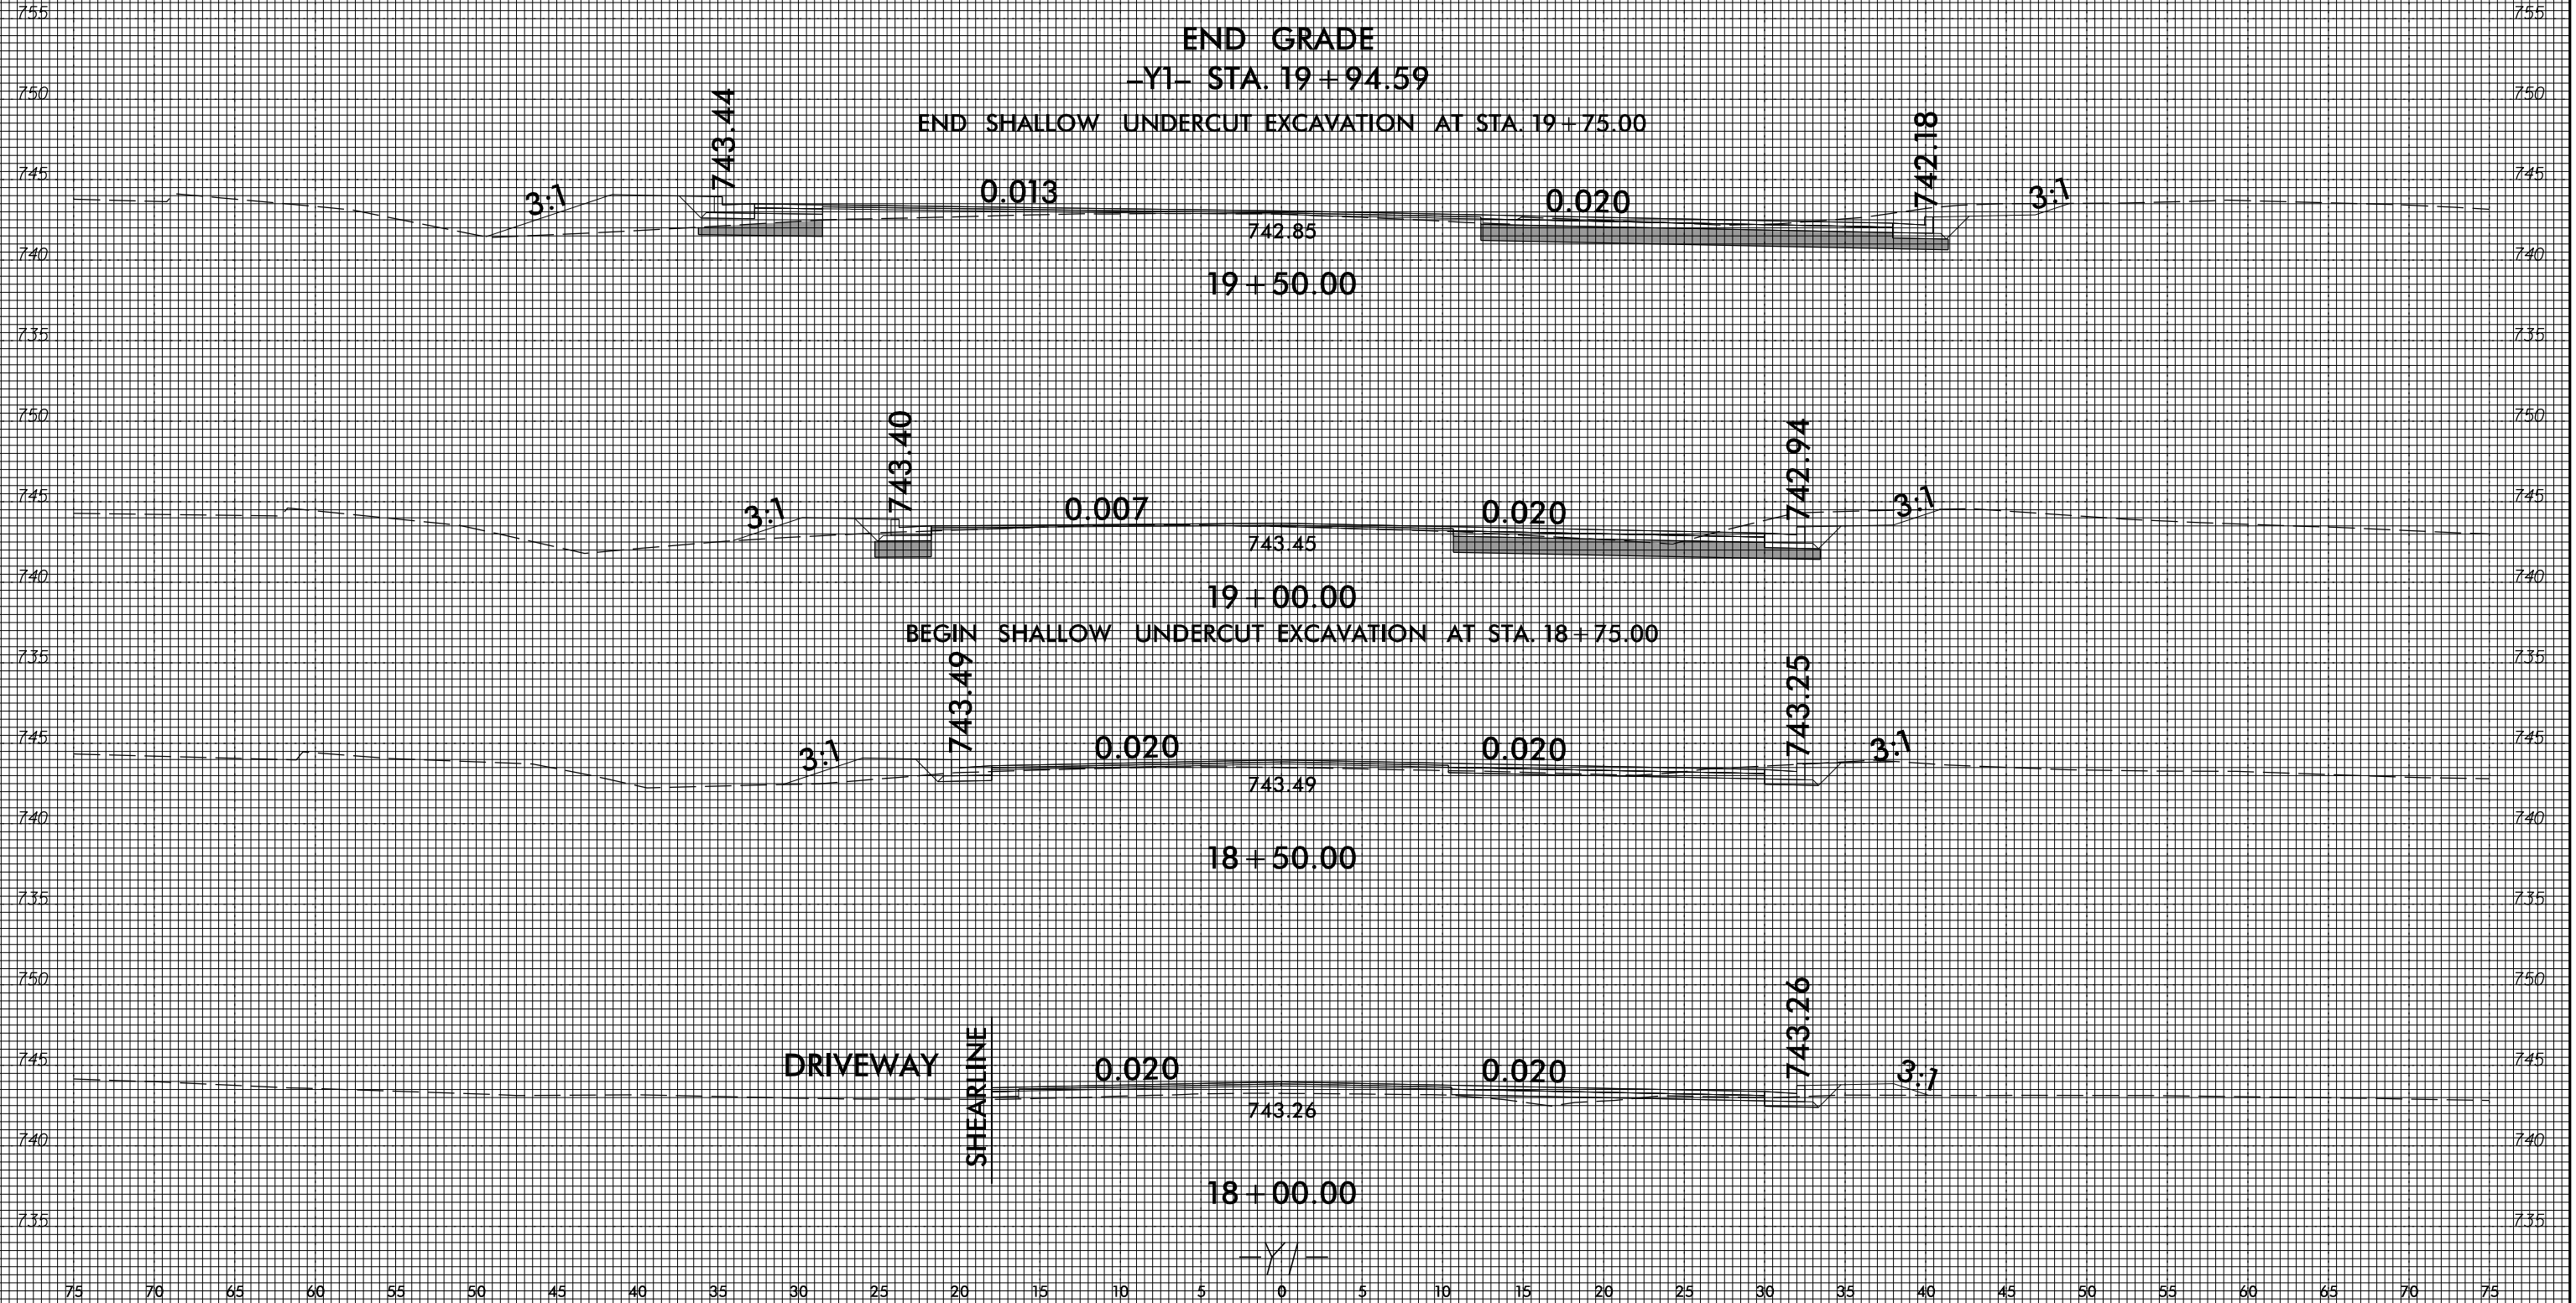 755 755
END GRADE
-Y1- STA. 19+94.59
750 750
END SHALLOW UNDERCUT EXCAVATION AT STA. 19+75.00
743.44 742.18
745 745
3:1 0.013 0.020 3:1
742.85
740 740
19+50.00
735 735
750 750
743.40 742.94
745 745
3:1 0.007 0.020 3:1
743.45
740 740
19+00.00
BEGIN SHALLOW UNDERCUT EXCAVATION AT STA. 18+75.00
735 735
743.49 743.25
745 745
3:1 0.020 0.020 3:1
743.49
740 740
18+50.00
735 735
750 750
743.26
745 745
DRIVEWAY SHEARLINE 0.020 0.020 3:1
743.26
740 740
18+00.00
735 735
-Y1-
75 70 65 60 55 50 45 40 35 30 25 20 15 10 5 0 5 10 15 20 25 30 35 40 45 50 55 60 65 70 75